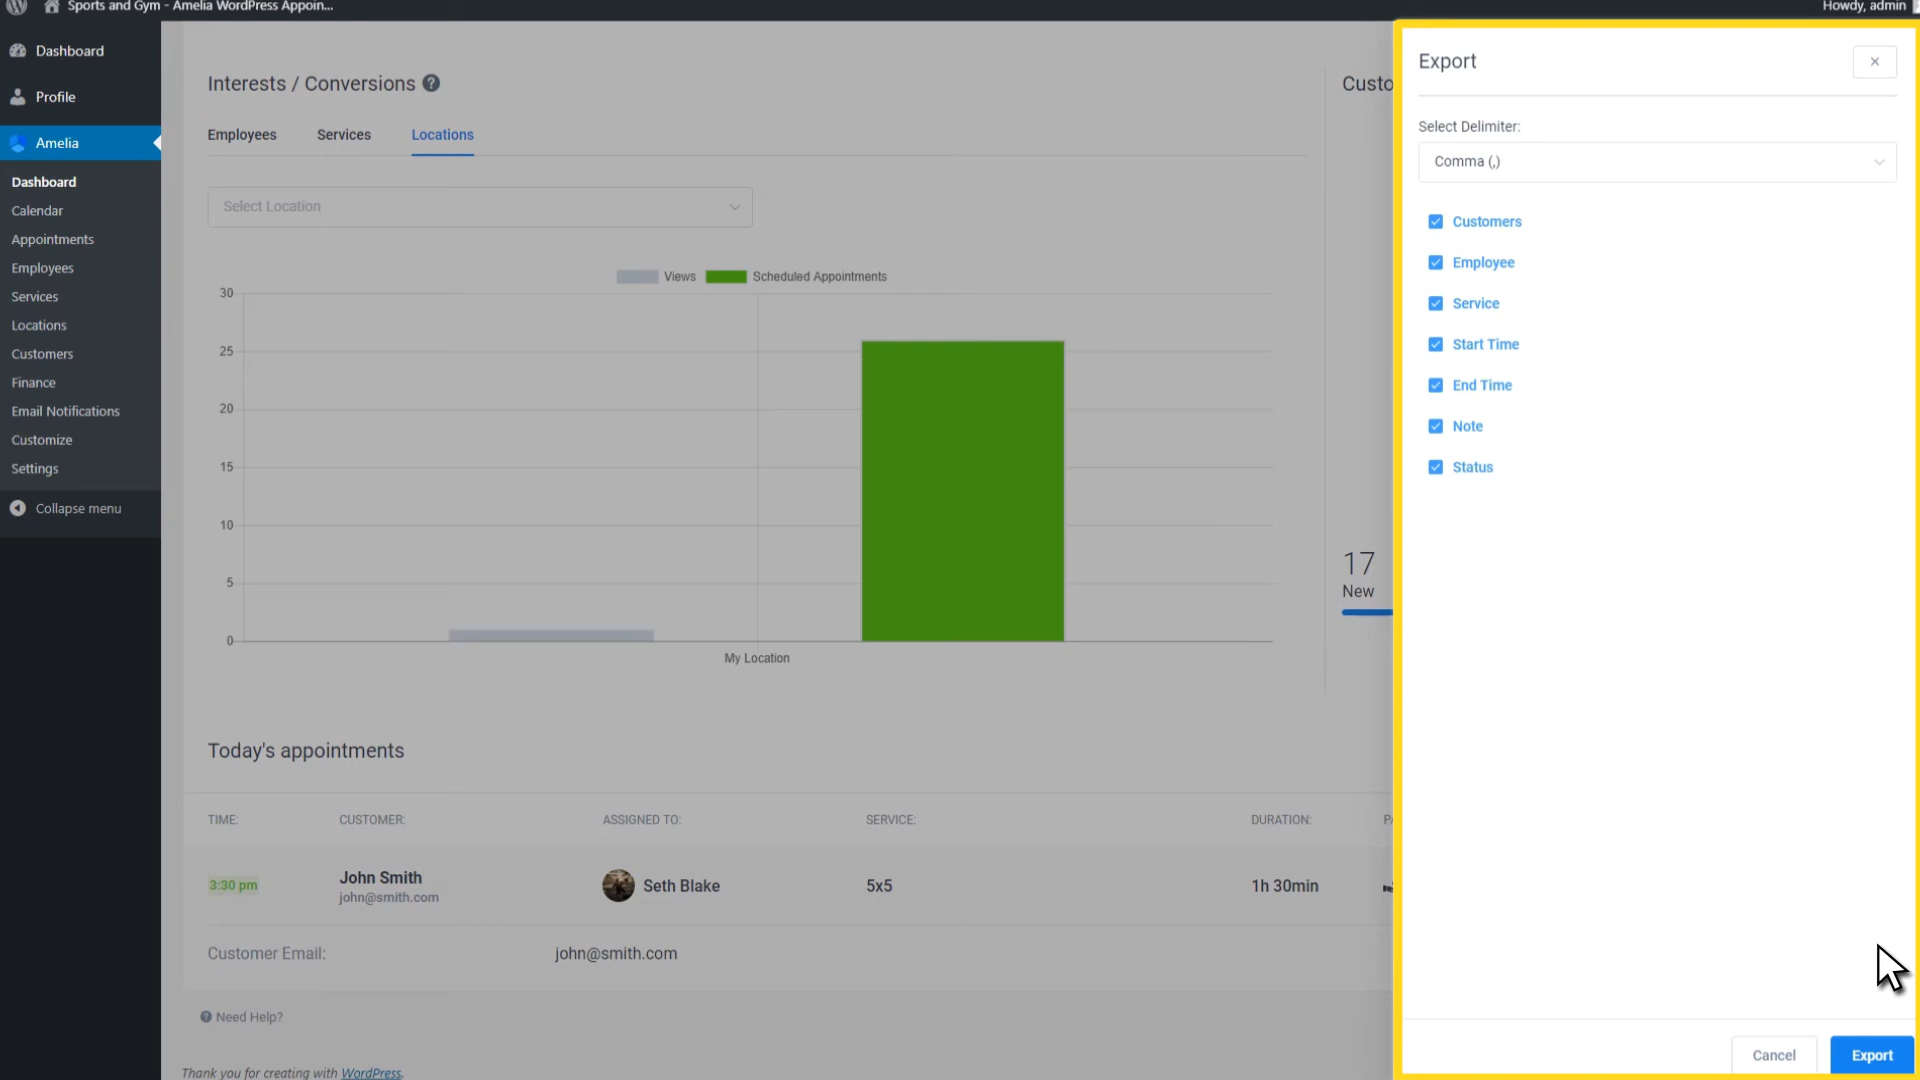 Sports and Gym - Amelia WordPress Appoin...
Howdy, admin
Dashboard
Profile
Amelia
Dashboard
Calendar
Appointments
Employees
Services
Locations
Customers
Finance
Email Notifications
Customize
Settings
Collapse menu
Interests / Conversions ?
Employees Services Locations
Select Location
Views Scheduled Appointments
30
25
20
15
10
5
0
My Location
Custo
17
New
Today's appointments
TIME: CUSTOMER: ASSIGNED TO: SERVICE: DURATION:
3:30 pm John Smith Seth Blake 5x5 1h 30min
john@smith.com
Customer Email: john@smith.com
? Need Help?
Thank you for creating with WordPress.
Export ×
Select Delimiter:
Comma (,)
Customers
Employee
Service
Start Time
End Time
Note
Status
Cancel Export